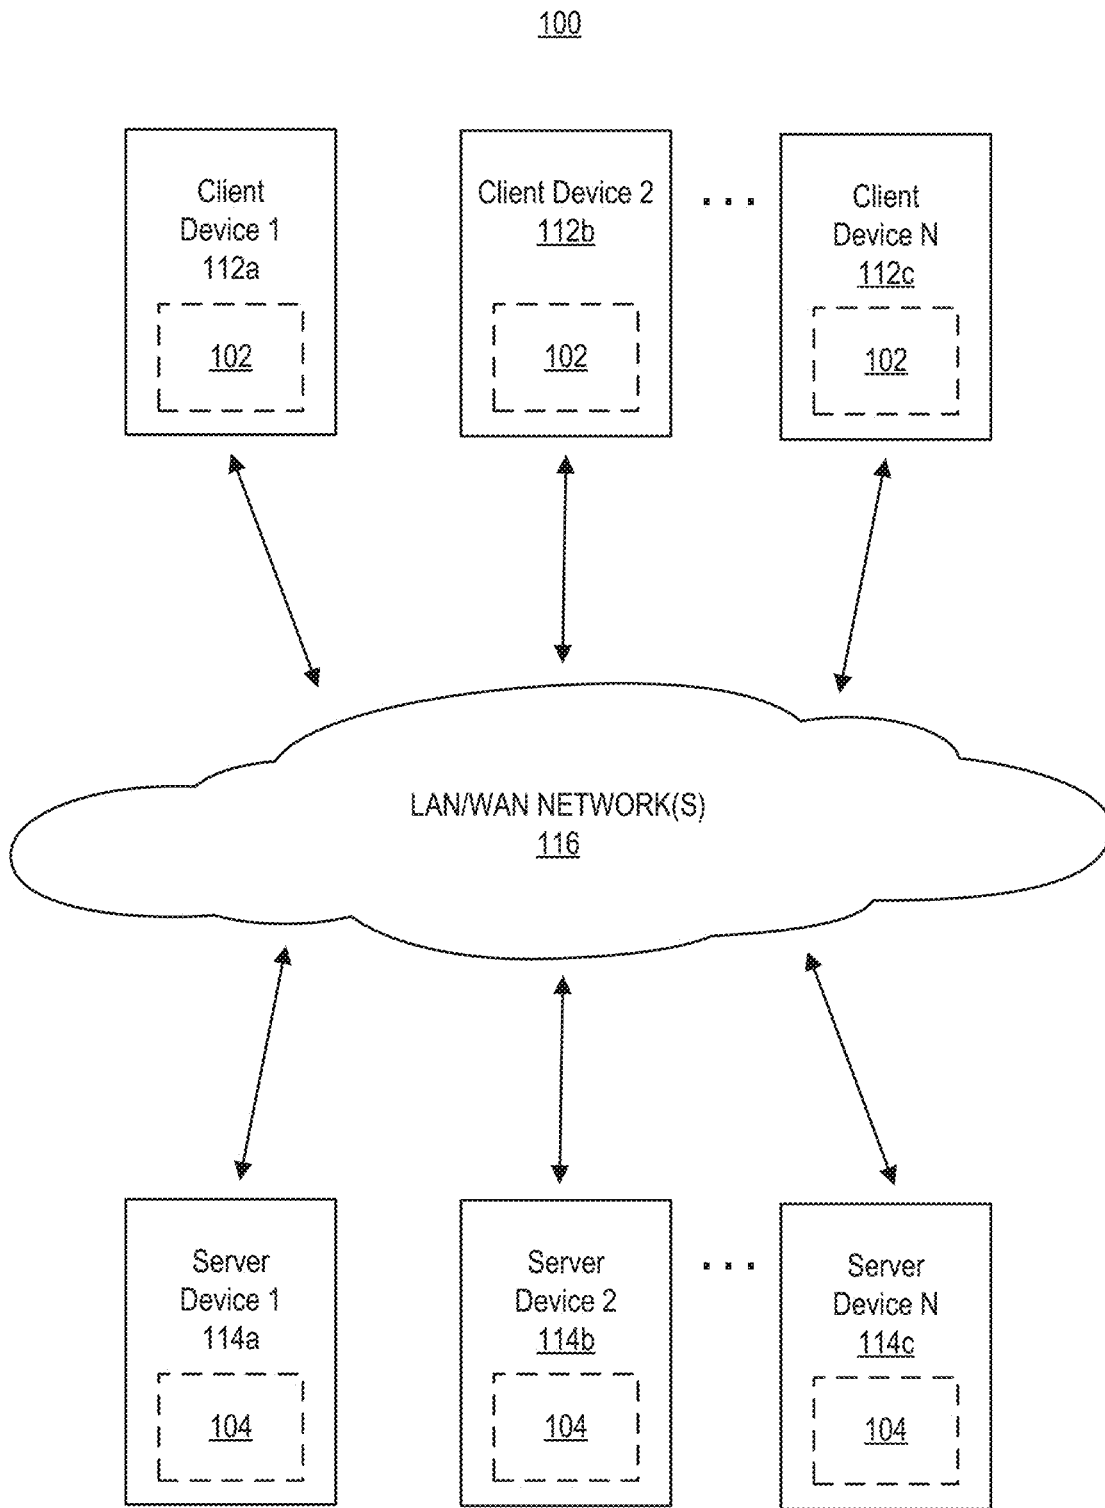 100
Client
Device 1
112a
102
Client Device 2
112b
102
...
Client
Device N
112c
102
LAN/WAN NETWORK(S)
116
Server
Device 1
114a
104
Server
Device 2
114b
104
...
Server
Device N
114c
104